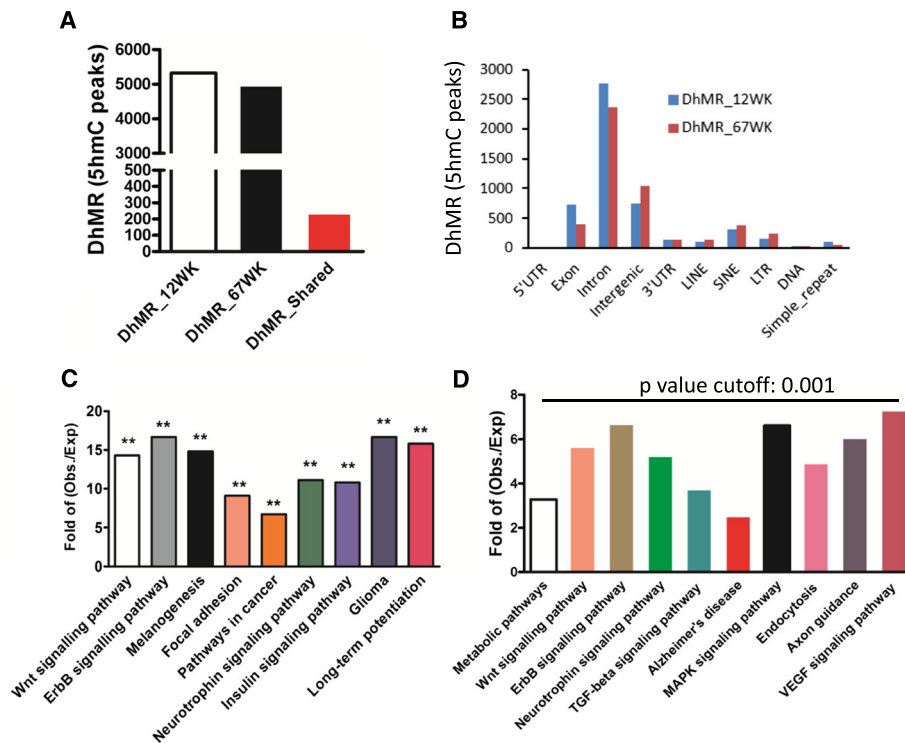 A
DhMR (5hmC peaks)
6000
5000
4000
3000
500
400
300
200
100
0
DhMR_12WK
DhMR_67WK
DhMR_Shared
B
DhMR (5hmC peaks)
3000
2500
2000
1500
1000
500
0
DhMR_12WK
DhMR_67WK
5'UTR
Exon
Intron
Intergenic
3'UTR
LINE
SINE
LTR
DNA
Simple_repeat
C
Fold of (Obs./Exp)
20
15
10
5
0
**
**
**
**
**
**
**
**
**
Wnt signalling pathway
ErbB signalling pathway
Melanogenesis
Focal adhesion
Pathways in cancer
Neurotrophin signaling pathway
Insulin signaling pathway
Glioma
Long-term potentiation
D
p value cutoff: 0.001
Fold of (Obs./Exp)
8
6
4
2
0
Metabolic pathways
Wnt signalling pathway
ErbB signalling pathway
Neurotrophin signaling pathway
TGF-beta signaling pathway
Alzheimer's disease
MAPK signaling pathway
Endocytosis
Axon guidance
VEGF signaling pathway